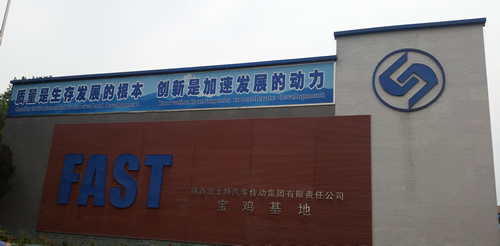 质量是生存发展的根本 创新是加速发展的动力
FAST
陕西法士特汽车传动集团有限责任公司
宝鸡基地